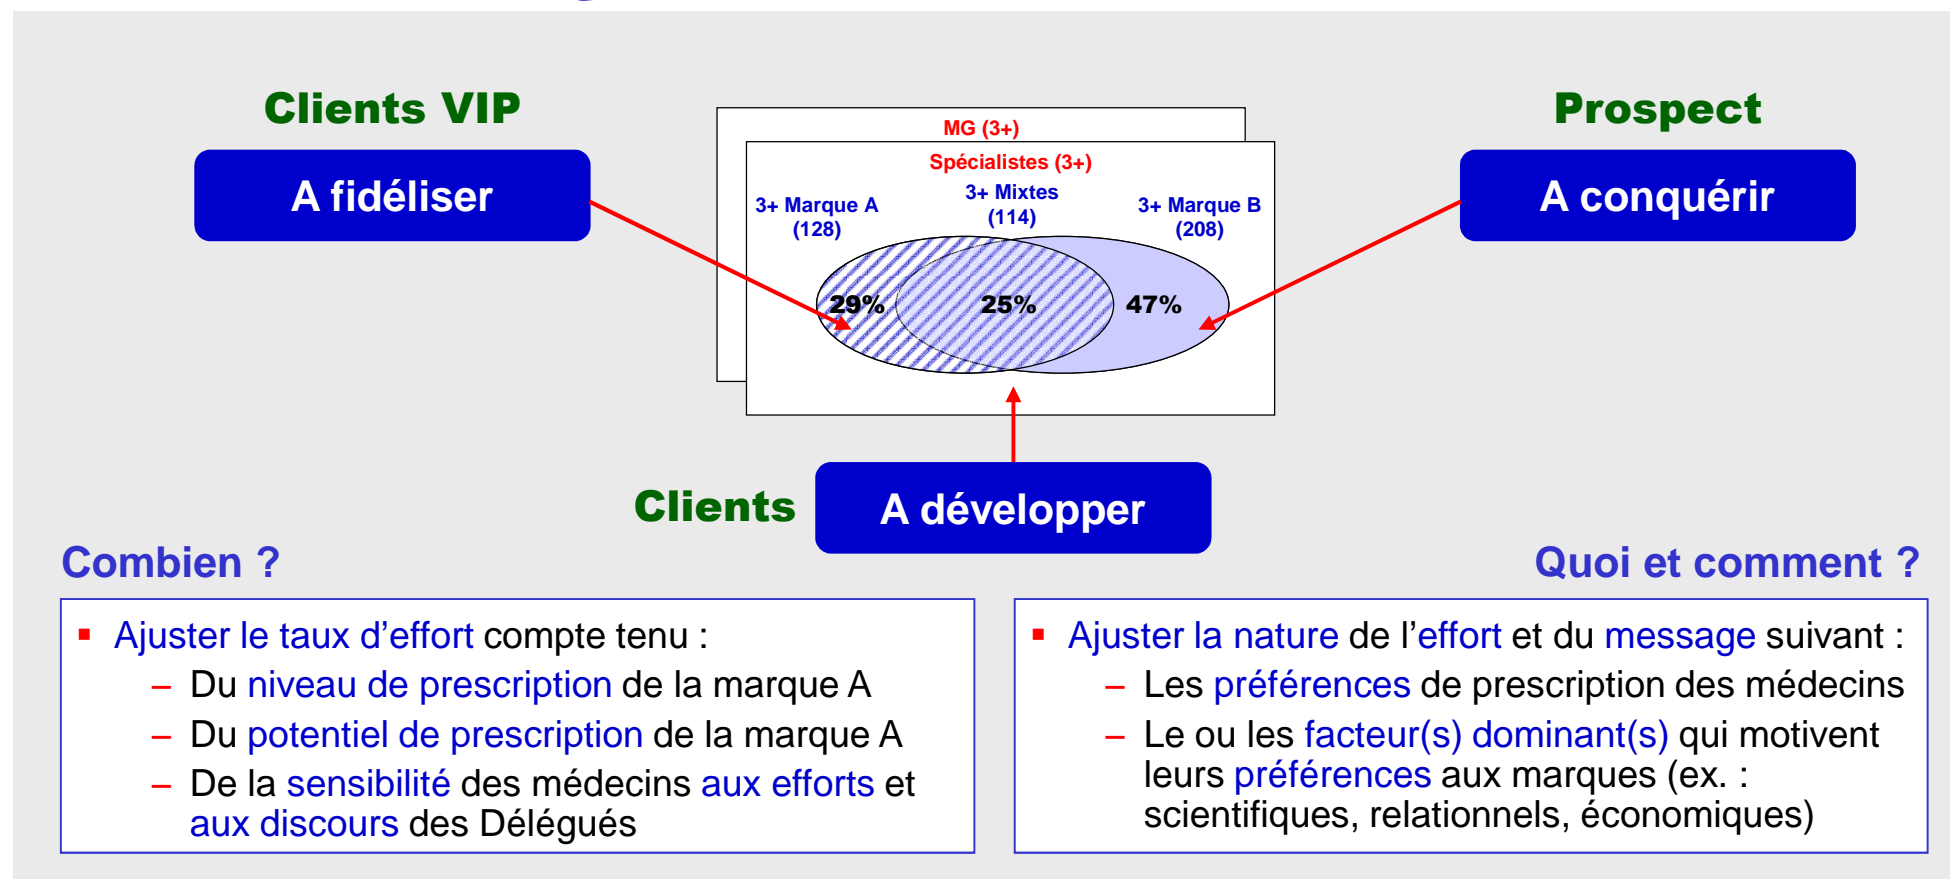 Clients VIP
A fidéliser
MG (3+)
Spécialistes (3+)
3+ Marque A
(128)
3+ Mixtes
(114)
3+ Marque B
(208)
29%
25%
47%
Prospect
A conquérir
Clients
A développer
Combien ?
▪ Ajuster le taux d’effort compte tenu :
– Du niveau de prescription de la marque A
– Du potentiel de prescription de la marque A
– De la sensibilité des médecins aux efforts et
aux discours des Délégués
Quoi et comment ?
▪ Ajuster la nature de l’effort et du message suivant :
– Les préférences de prescription des médecins
– Le ou les facteur(s) dominant(s) qui motivent
leurs préférences aux marques (ex. :
scientifiques, relationnels, économiques)